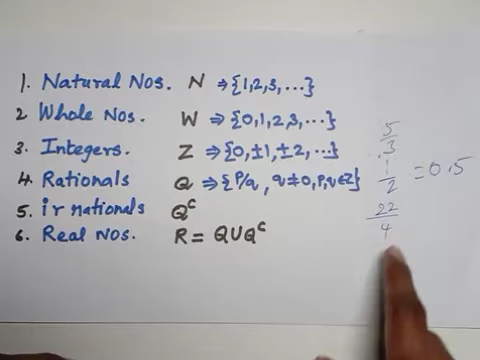 1. Natural Nos. N ⇒ {1,2,3, ...}
2 Whole Nos. W ⇒ {0,1,2,3, ...}
3. Integers. Z ⇒ {0, ±1, ±2, ...}
4. Rationals Q ⇒ {P/q, q≠0, p,q ∈ Z}
5. irrationals Q^c
6. Real Nos. R = Q∪Q^c
5/3
1/2 = 0.5
22/4